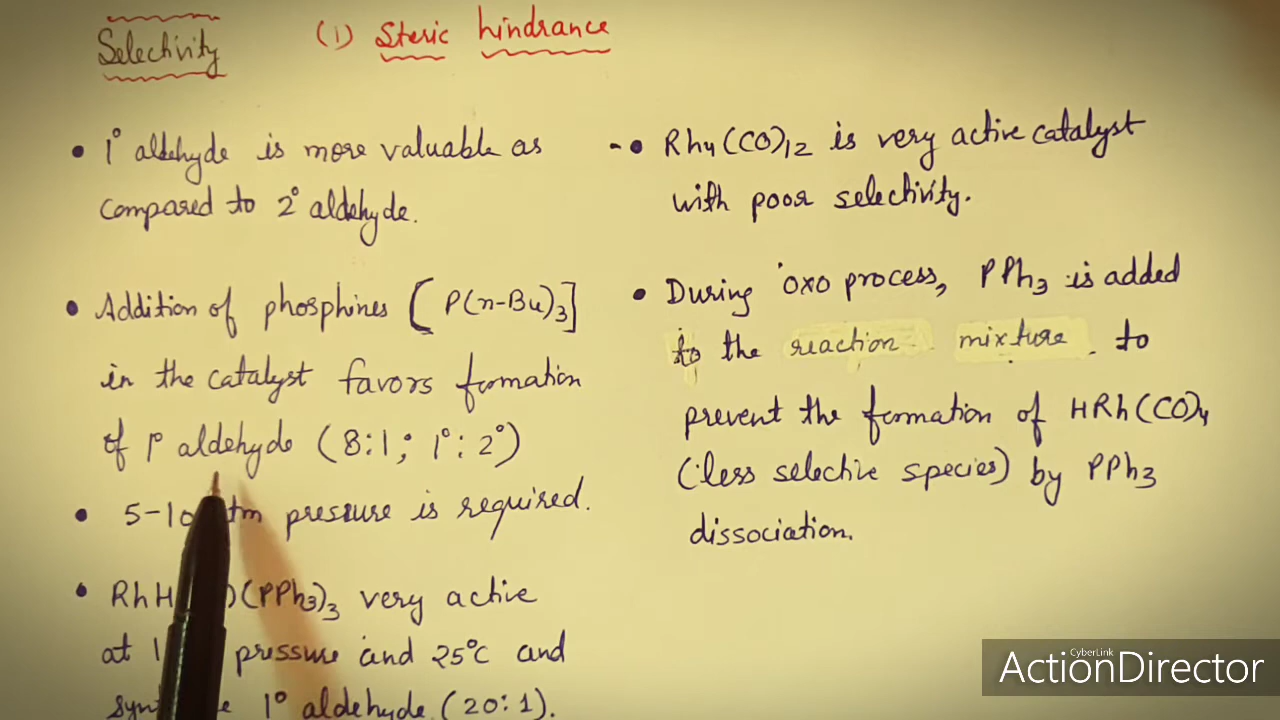 Selectivity (1) Steric hindrance
• 1° aldehyde is more valuable as
compared to 2° aldehyde.
• Addition of phosphines [P(n-Bu)3]
in the catalyst favors formation
of 1° aldehyde (8:1; 1°:2°)
• 5-10 atm pressure is required.
• RhH (PPh3)3 very active
at 1 pressure and 25°C and
1° aldehyde (20:1).
• Rh4(CO)12 is very active catalyst
with poor selectivity.
• During oxo process, PPh3 is added
to the reaction mixture to
prevent the formation of HRh(CO)4
(less selective species) by PPh3
dissociation.
CyberLink
ActionDirector